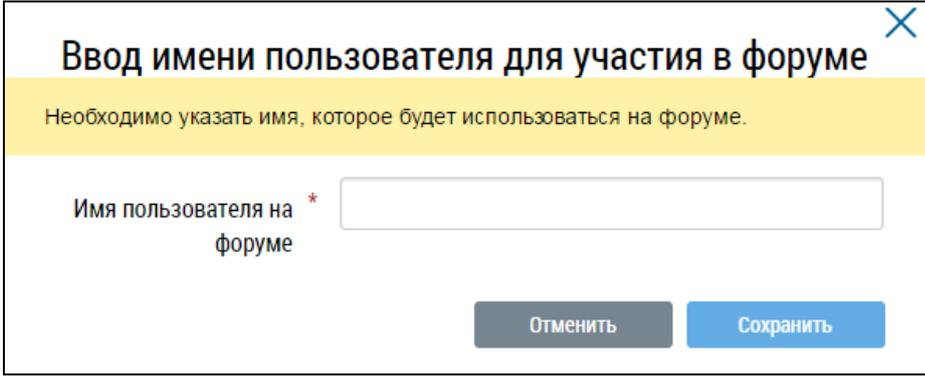 Ввод имени пользователя для участия в форуме
Необходимо указать имя, которое будет использоваться на форуме.
Имя пользователя на *
форуме
Отменить Сохранить